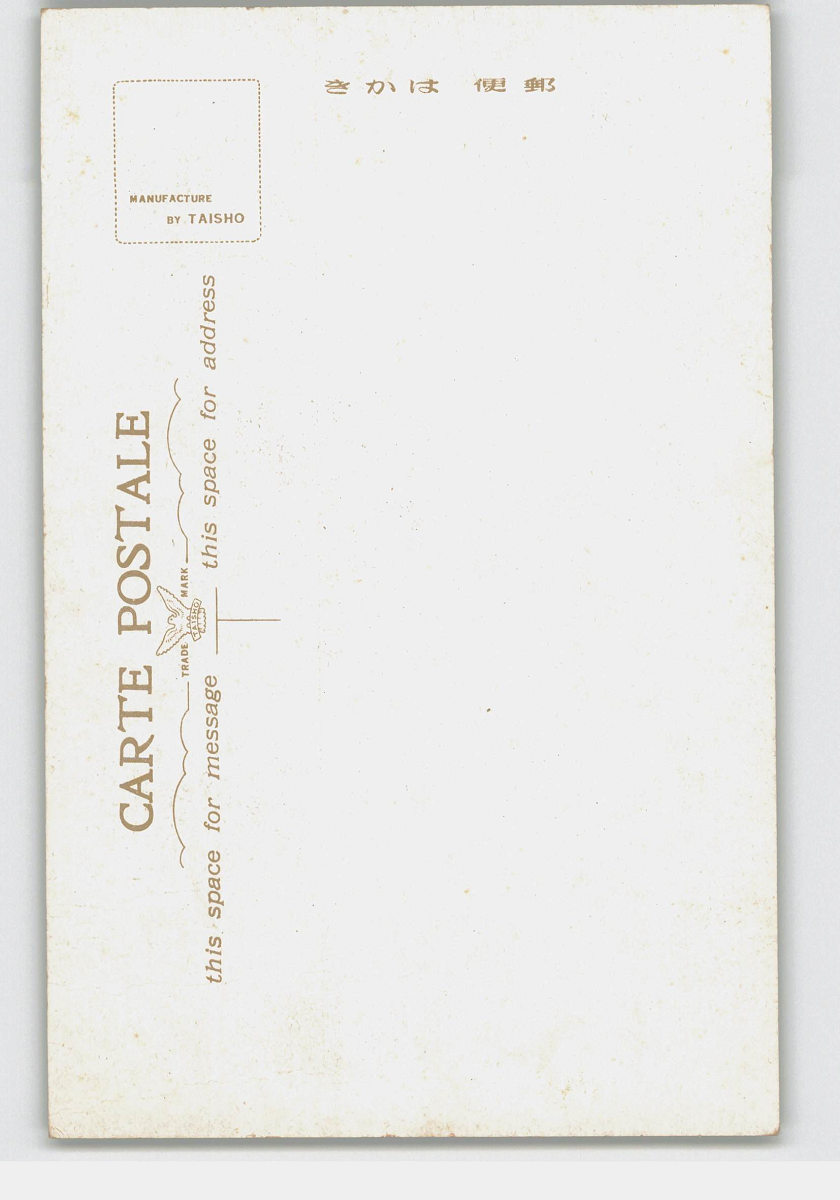 郵便 はかき
MANUFACTURE
BY TAISHO
CARTE POSTALE
TRADE MARK
TAISHO
this space for message
this space for address